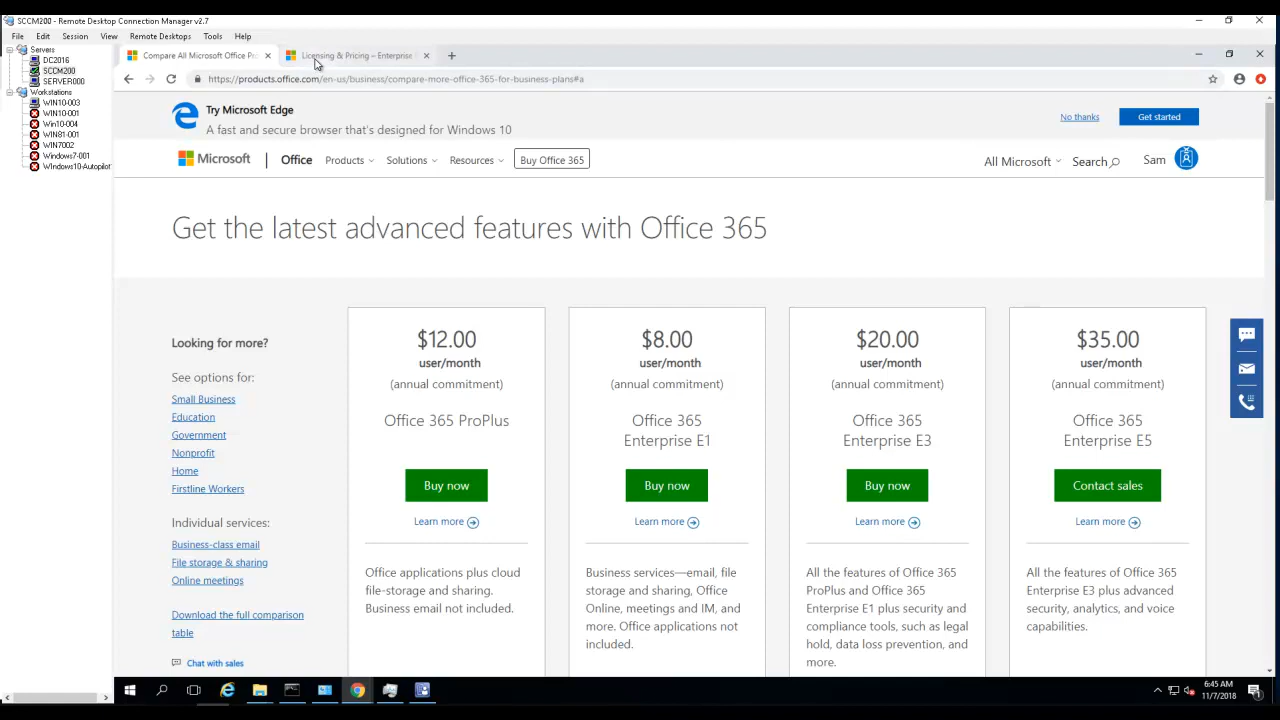 SCCM200 - Remote Desktop Connection Manager v2.7
File Edit Session View Remote Desktops Tools Help
Servers
DC2016
SCCM200
SERVER000
Workstations
WIN10-003
WIN10-001
Win10-004
WIN81-001
WIN7002
Windows7-001
Windows10-Autopilot
Compare All Microsoft Office Pr
Licensing & Pricing – Enterprise
https://products.office.com/en-us/business/compare-more-office-365-for-business-plans#a
Try Microsoft Edge
A fast and secure browser that's designed for Windows 10
No thanks
Get started
Microsoft
Office
Products
Solutions
Resources
Buy Office 365
All Microsoft
Search
Sam
Get the latest advanced features with Office 365
Looking for more?
See options for:
Small Business
Education
Government
Nonprofit
Home
Firstline Workers
Individual services:
Business-class email
File storage & sharing
Online meetings
Download the full comparison
table
Chat with sales
$12.00
user/month
(annual commitment)
Office 365 ProPlus
Buy now
Learn more
Office applications plus cloud
file-storage and sharing.
Business email not included.
$8.00
user/month
(annual commitment)
Office 365
Enterprise E1
Buy now
Learn more
Business services—email, file
storage and sharing, Office
Online, meetings and IM, and
more. Office applications not
included.
$20.00
user/month
(annual commitment)
Office 365
Enterprise E3
Buy now
Learn more
All the features of Office 365
ProPlus and Office 365
Enterprise E1 plus security and
compliance tools, such as legal
hold, data loss prevention, and
more.
$35.00
user/month
(annual commitment)
Office 365
Enterprise E5
Contact sales
Learn more
All the features of Office 365
Enterprise E3 plus advanced
security, analytics, and voice
capabilities.
6:45 AM
11/7/2018